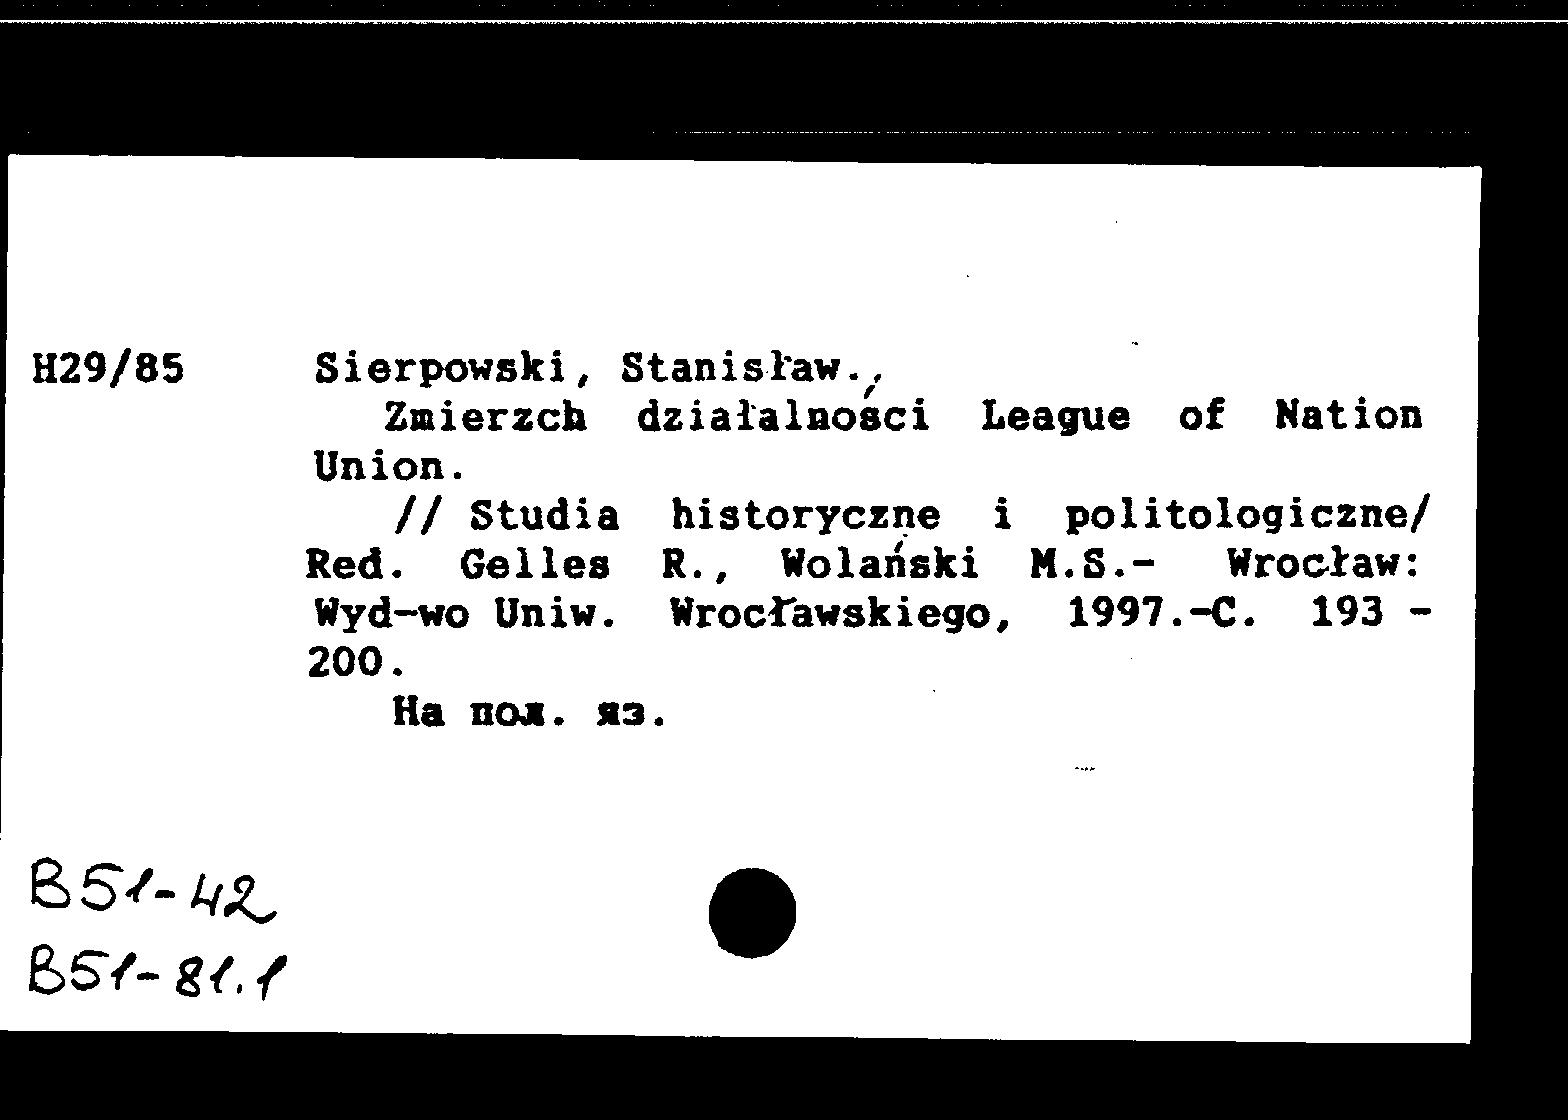 H29/85 Sierpowski, Stanisław.,
Zmierzch działalności League of Nation
Union.
// Studia historyczne i politologiczne/
Red. Gelles R., Wolański M.S.- Wrocław:
Wyd-wo Uniw. Wrocławskiego, 1997.-С. 193 -
200.
На пол. яз.
B51-42
B51-81.1